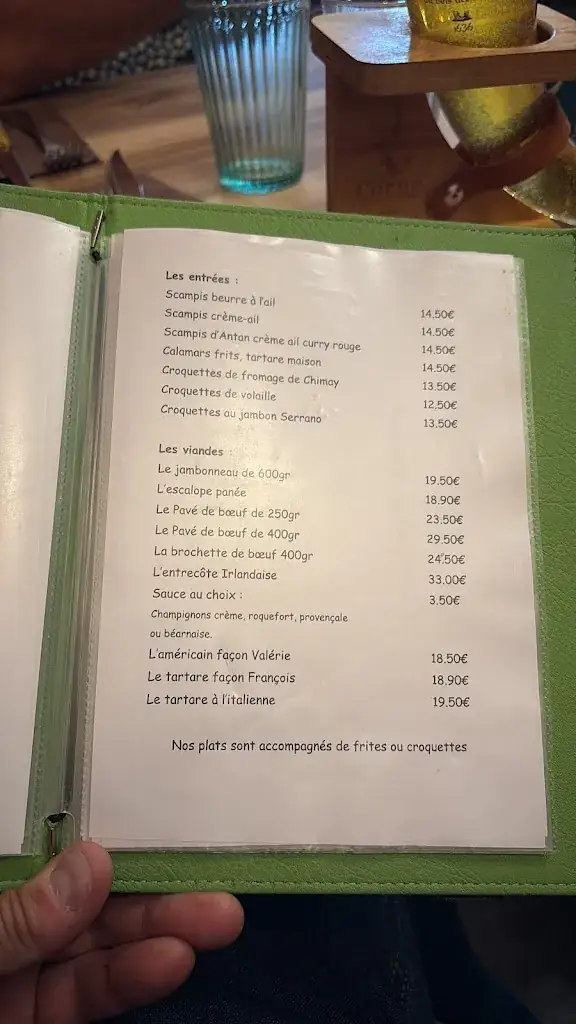 1636
Les entrées :
Scampis beurre à l'ail 14.50€
Scampis crème-ail 14.50€
Scampis d'Antan crème ail curry rouge 14.50€
Calamars frits, tartare maison 14.50€
Croquettes de fromage de Chimay 13.50€
Croquettes de volaille 12.50€
Croquettes au jambon Serrano 13.50€
Les viandes :
Le jambonneau de 600gr 19.50€
L'escalope panée 18.90€
Le Pavé de bœuf de 250gr 23.50€
Le Pavé de bœuf de 400gr 29.50€
La brochette de bœuf 400gr 24.50€
L'entrecôte Irlandaise 33.00€
Sauce au choix : 3.50€
Champignons crème, roquefort, provençale
ou béarnaise.
L'américain façon Valérie 18.50€
Le tartare façon François 18.90€
Le tartare à l'italienne 19.50€
Nos plats sont accompagnés de frites ou croquettes